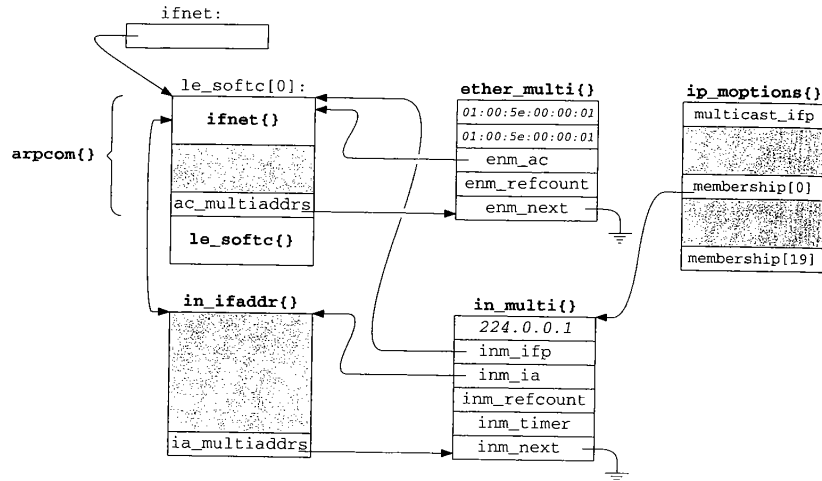 ifnet:
le_softc[0]:
ifnet{}
arpcom{}
ac_multiaddrs
le_softc{}
ether_multi{}
01:00:5e:00:00:01
01:00:5e:00:00:01
enm_ac
enm_refcount
enm_next
ip_moptions{}
multicast_ifp
membership[0]
membership[19]
in_ifaddr{}
ia_multiaddrs
in_multi{}
224.0.0.1
inm_ifp
inm_ia
inm_refcount
inm_timer
inm_next